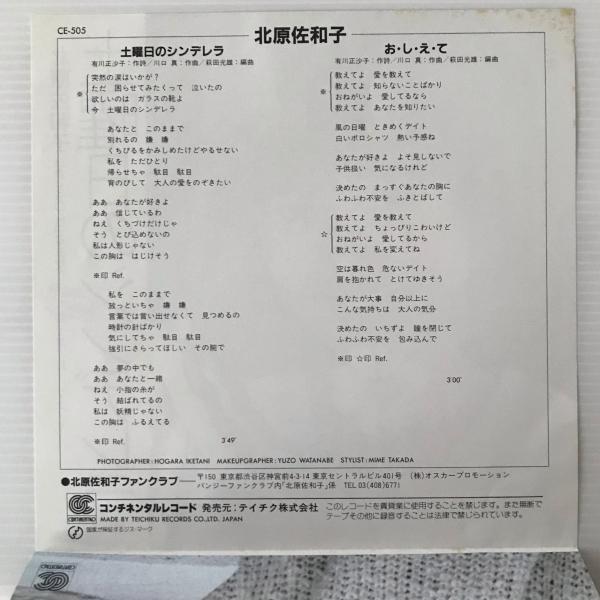 CE-505
北原佐和子
土曜日のシンデレラ
有川正沙子：作詩／川口 真：作曲／萩田光雄：編曲
※
突然の涙はいかが？
ただ 困らせてみたくって 泣いたの
欲しいのは ガラスの靴よ
今 土曜日のシンデレラ
あなたと このままで
別れるの 嫌 嫌
くちびるをかみしめたけどやるせない
私を ただひとり
帰らせちゃ 駄目 駄目
背のびして 大人の愛をのぞきたい
ああ あなたが好きよ
ああ 信じているわ
ねえ くちづけだけじゃ
そう とび込めないの
私は人形じゃない
この胸は はじけそう
※印 Ref.
私を このままで
放っといちゃ 嫌 嫌
言葉では言い出せなくて 見つめるの
時計の針ばかり
気にしてちゃ 駄目 駄目
強引にさらってほしい その腕で
ああ 夢の中でも
ああ あなたと一緒
ねえ 小指の糸が
そう 結ばれてるの
私は 妖精じゃない
この胸は ふるえてる
※印 Ref.
3′49″
お・し・え・て
有川正沙子：作詩／川口 真：作曲／萩田光雄：編曲
※
教えてよ 愛を教えて
教えてよ 知らないことばかり
おねがいよ 愛してるなら
教えてよ あなたを知りたい
風の日曜 ときめくデイト
白いポロシャツ 熱い予感ね
あなたが好きよ よそ見しないで
子供扱い 気になるけれど
決めたの まっすぐあなたの胸に
ふわふわ不安を ふきとばして
☆
教えてよ 愛を教えて
教えてよ ちょっぴりこわいけど
おねがいよ 愛してるから
教えてよ 私を変えてね
空は暮れ色 危ないデイト
肩を抱かれて とけてゆきそう
あなたが大事 自分以上に
こんな気持ちは 大人の気分
決めたの いちずよ 瞳を閉じて
ふわふわ不安を 包み込んで
※印 ☆印 Ref.
3′00″
PHOTOGRAPHER：HOGARA IKETANI MAKEUPGRAPHER：YUZO WATANABE STYLIST：MIME TAKADA
●北原佐和子ファンクラブ
〒150 東京都渋谷区神宮前4-3-14 東京セントラルビル401号 （株）オスカープロモーション
パンジーファンクラブ内「北原佐和子」係 TEL 03(408)6771
CONTINENTAL
コンチネンタルレコード 発売元：テイチク株式会社
MADE BY TEICHIKU RECORDS CO.,LTD. JAPAN
このレコードを賃貸業に使用することを禁じます。また無断で
テープその他に録音することは法律で禁じられています。
国際が保証するジス・マーク